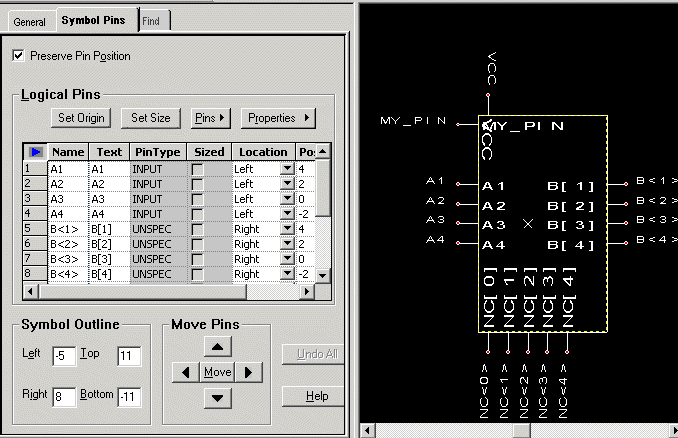 General Symbol Pins Find
Preserve Pin Position
Logical Pins
Set Origin Set Size Pins Properties
Name Text PinType Sized Location Po
1 A1 A1 INPUT Left 4
2 A2 A2 INPUT Left 2
3 A3 A3 INPUT Left 0
4 A4 A4 INPUT Left -2
5 B<1> B[1] UNSPEC Right 4
6 B<2> B[2] UNSPEC Right 2
7 B<3> B[3] UNSPEC Right 0
8 B<4> B[4] UNSPEC Right -2
Symbol Outline
Left -5 Top 11
Right 8 Bottom -11
Move Pins
Move
Undo All
Help
VCC
MY_PIN MY_PIN
VCC
A1 A1 B[1] B<1>
A2 A2 B[2] B<2>
A3 A3 B[3] B<3>
A4 A4 B[4] B<4>
NC[0] NC[1] NC[2] NC[3] NC[4]
NC<0> NC<1> NC<2> NC<3> NC<4>